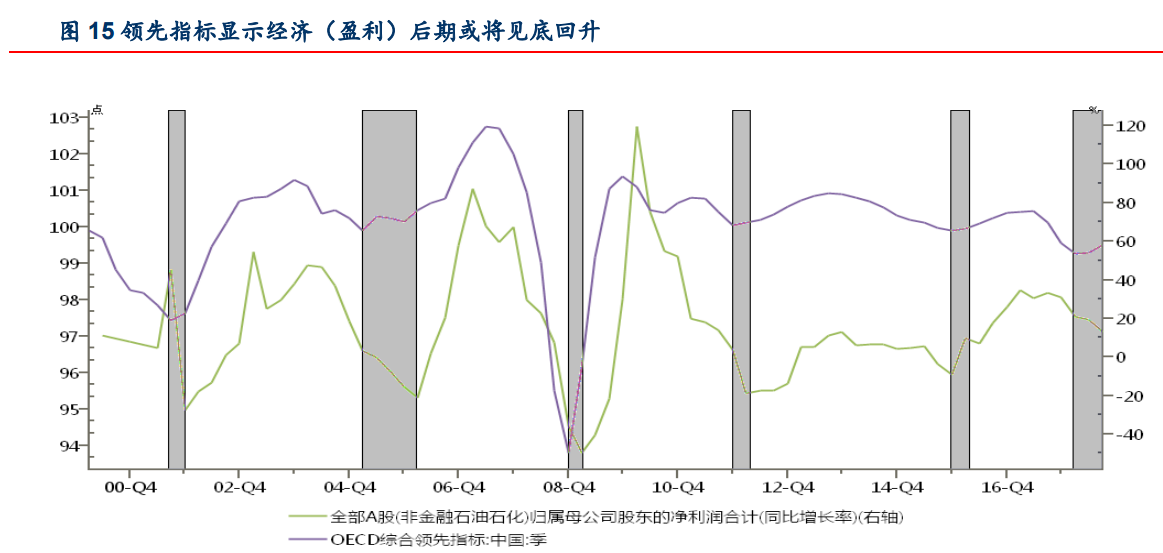 图 15 领先指标显示经济（盈利）后期或将见底回升
点 %
103 120
102 100
101 80
100 60
99 40
98 20
97 0
96 -20
95 -40
94
00-Q4 02-Q4 04-Q4 06-Q4 08-Q4 10-Q4 12-Q4 14-Q4 16-Q4
全部A股(非金融石油石化)归属母公司股东的净利润合计(同比增长率)(右轴)
OECD综合领先指标:中国:季